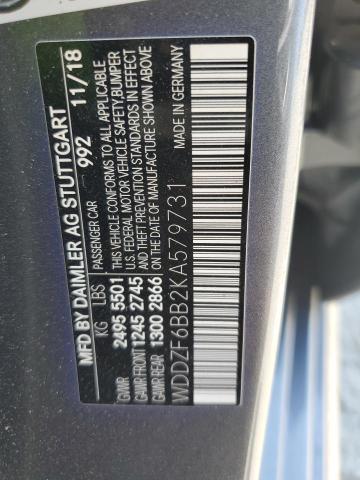 MFD BY DAIMLER AG STUTTGART
992 11/18
KG LBS PASSENGER CAR
GVWR 2495 5501 THIS VEHICLE CONFORMS TO ALL APPLICABLE
U.S. FEDERAL MOTOR VEHICLE SAFETY,BUMPER
GAWR FRONT 1245 2745 AND THEFT PREVENTION STANDARDS IN
GAWR REAR 1300 2866 EFFECT ON THE DATE OF MANUFACTURE SHOWN ABOVE
WDDZF6BB2KA579731 MADE IN GERMANY